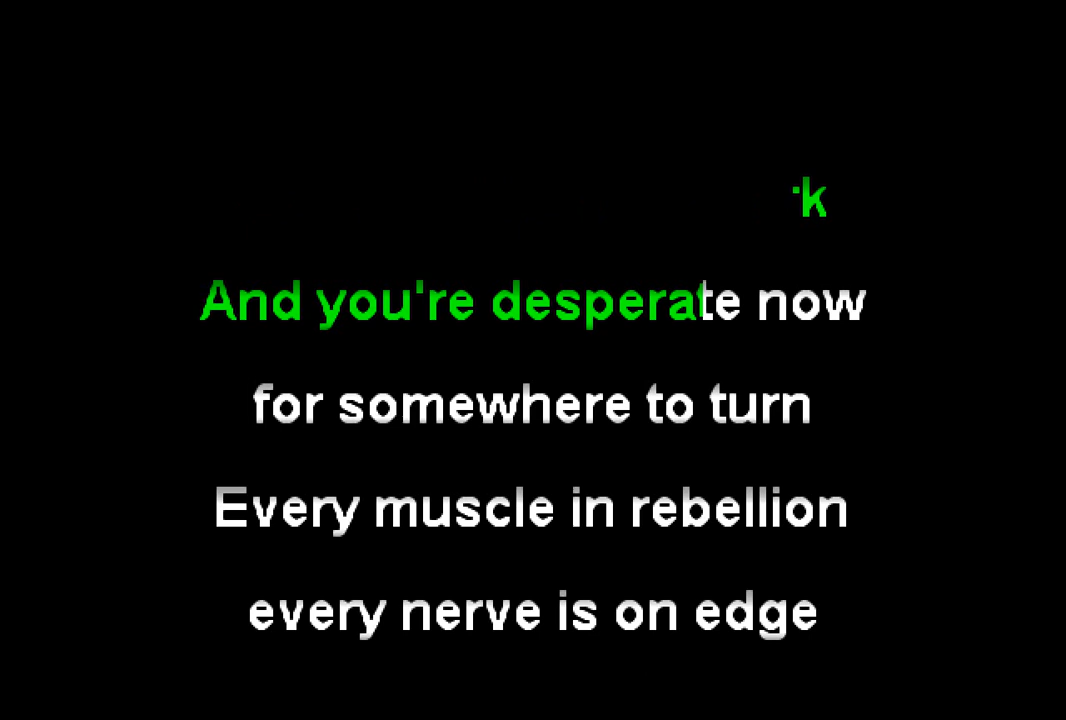 k
And you're desperate now
for somewhere to turn
Every muscle in rebellion
every nerve is on edge